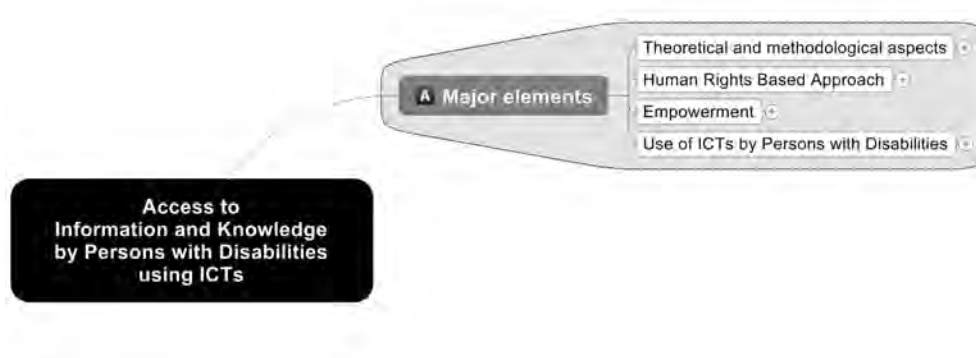 A Major elements
Theoretical and methodological aspects
Human Rights Based Approach
Empowerment
Use of ICTs by Persons with Disabilities
Access to
Information and Knowledge
by Persons with Disabilities
using ICTs